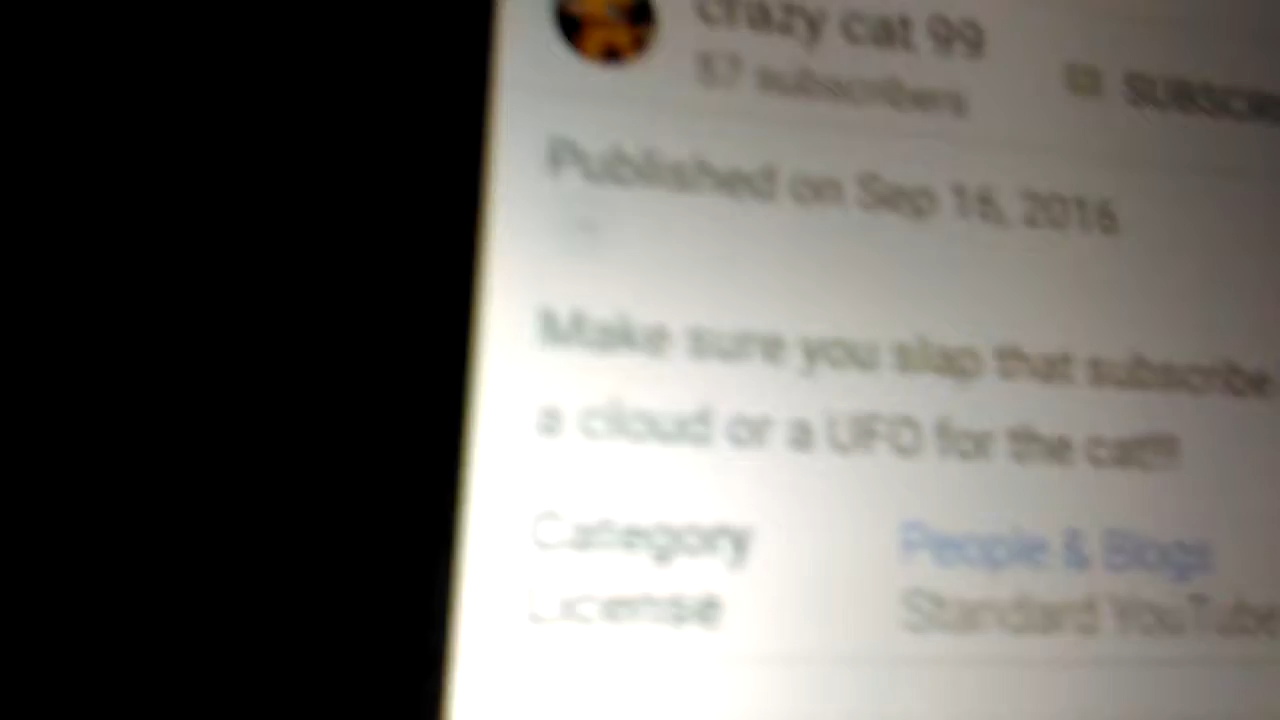 crazy cat 99
57 subscribers
Published on Sep 16, 2016
Make sure you slap that subscribe
a cloud or a UFO for the cat!!!
Category People & Blogs
License Standard YouTube